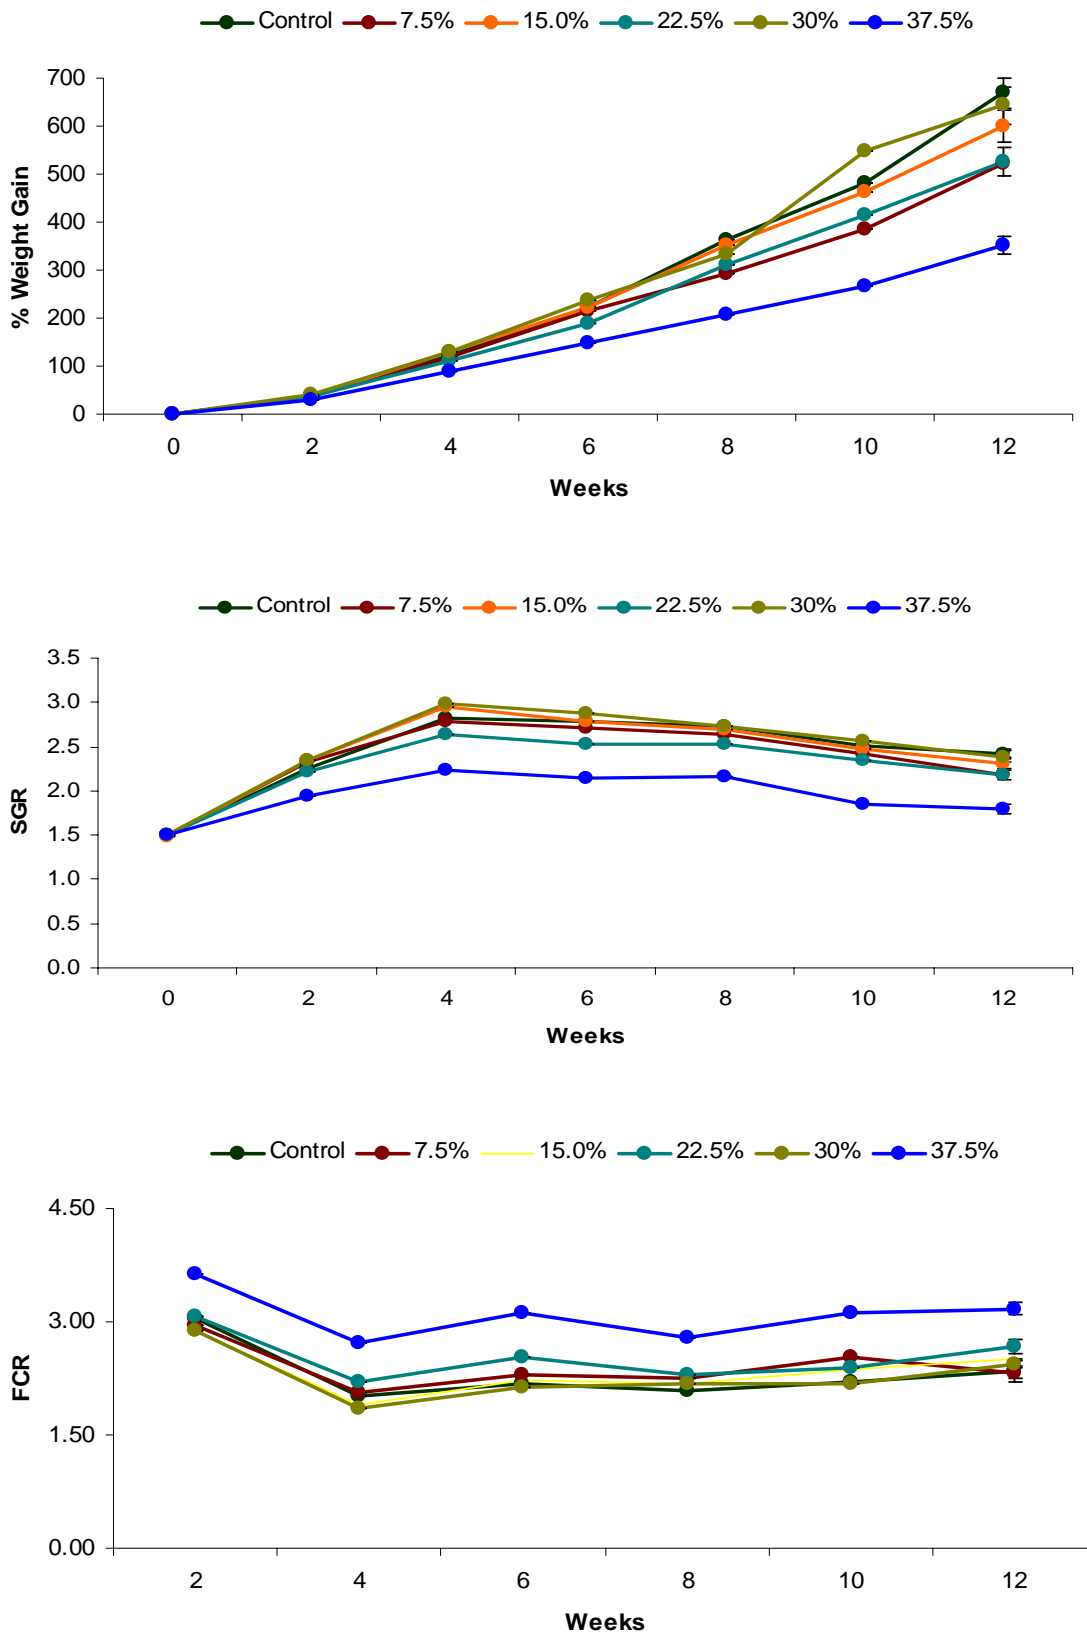 Control 7.5% 15.0% 22.5% 30% 37.5%
700
600
500
400
300
200
100
0
% Weight Gain
0 2 4 6 8 10 12
Weeks
Control 7.5% 15.0% 22.5% 30% 37.5%
3.5
3.0
2.5
2.0
1.5
1.0
0.5
0.0
SGR
0 2 4 6 8 10 12
Weeks
Control 7.5% 15.0% 22.5% 30% 37.5%
4.50
3.00
1.50
0.00
FCR
2 4 6 8 10 12
Weeks